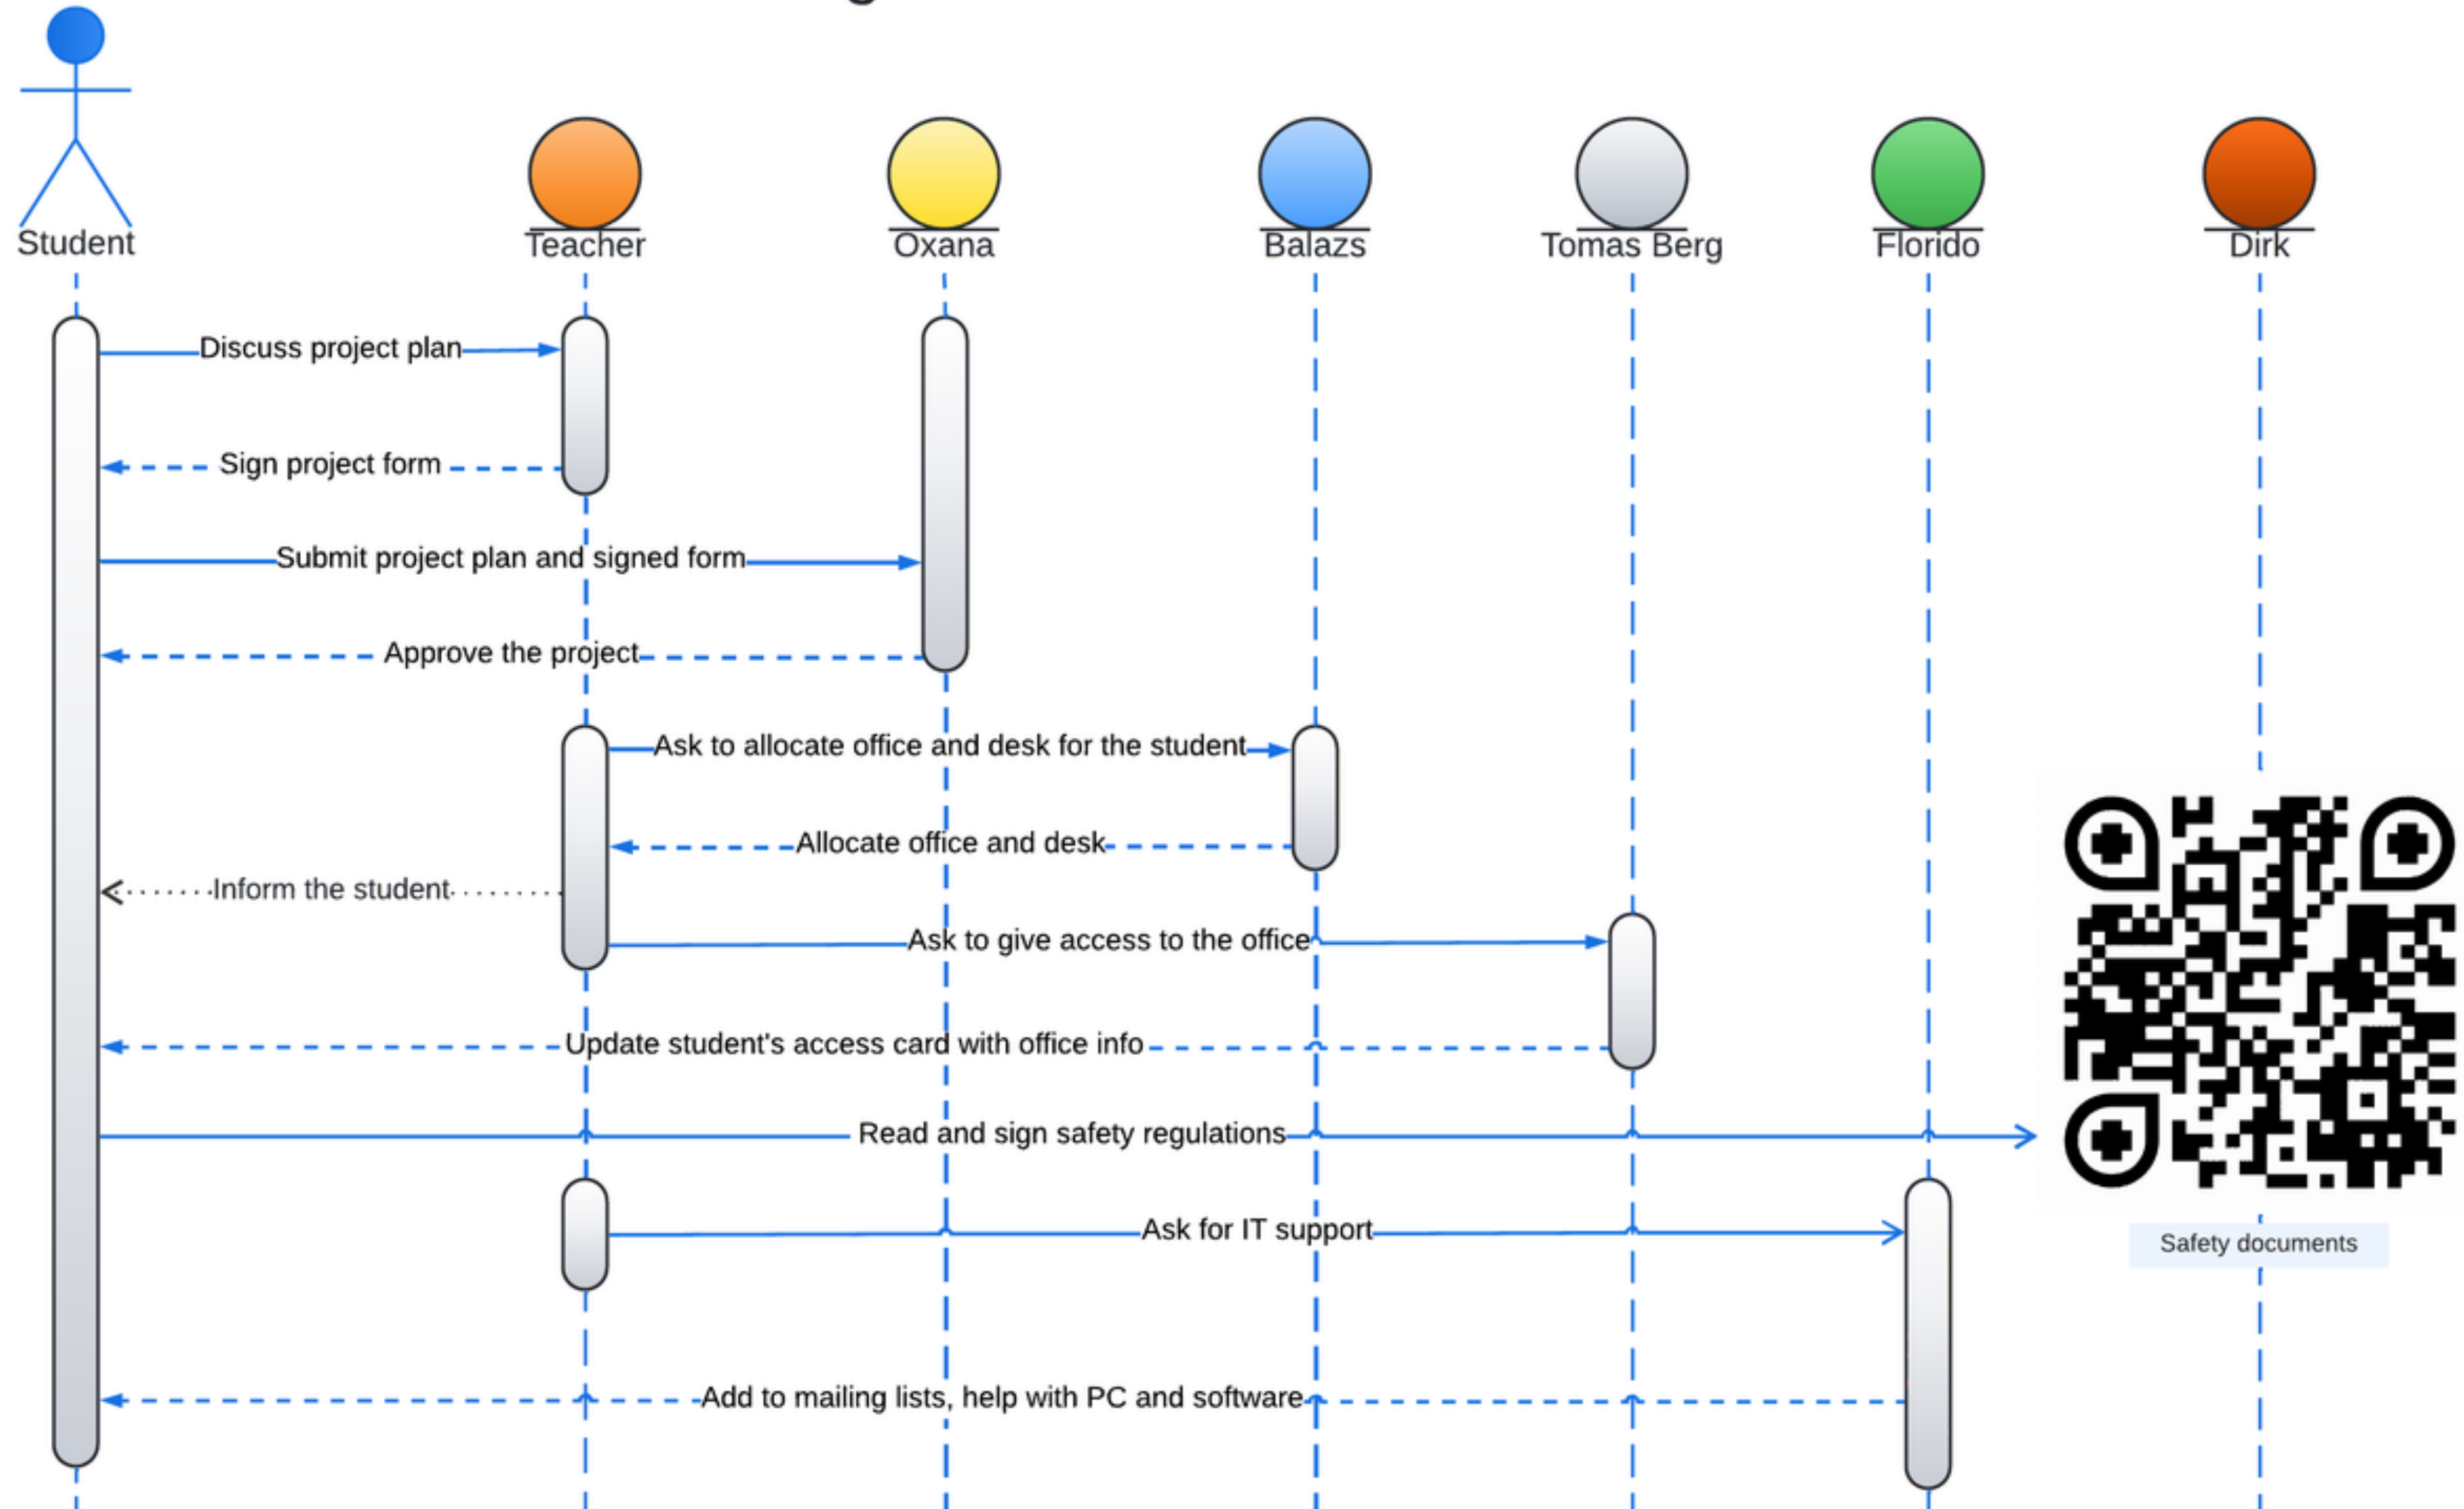 Student
Teacher
Oxana
Balazs
Tomas Berg
Florido
Dirk
Discuss project plan
Sign project form
Submit project plan and signed form
Approve the project
Ask to allocate office and desk for the student
Allocate office and desk
Inform the student
Ask to give access to the office
Update student's access card with office info
Read and sign safety regulations
Ask for IT support
Safety documents
Add to mailing lists, help with PC and software